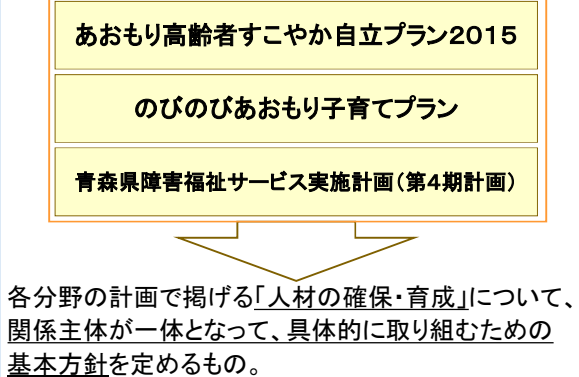 あおもり高齢者すこやか自立プラン2015
のびのびあおもり子育てプラン
青森県障害福祉サービス実施計画(第4期計画)
各分野の計画で掲げる「人材の確保・育成」について、
関係主体が一体となって、具体的に取り組むための
基本方針を定めるもの。